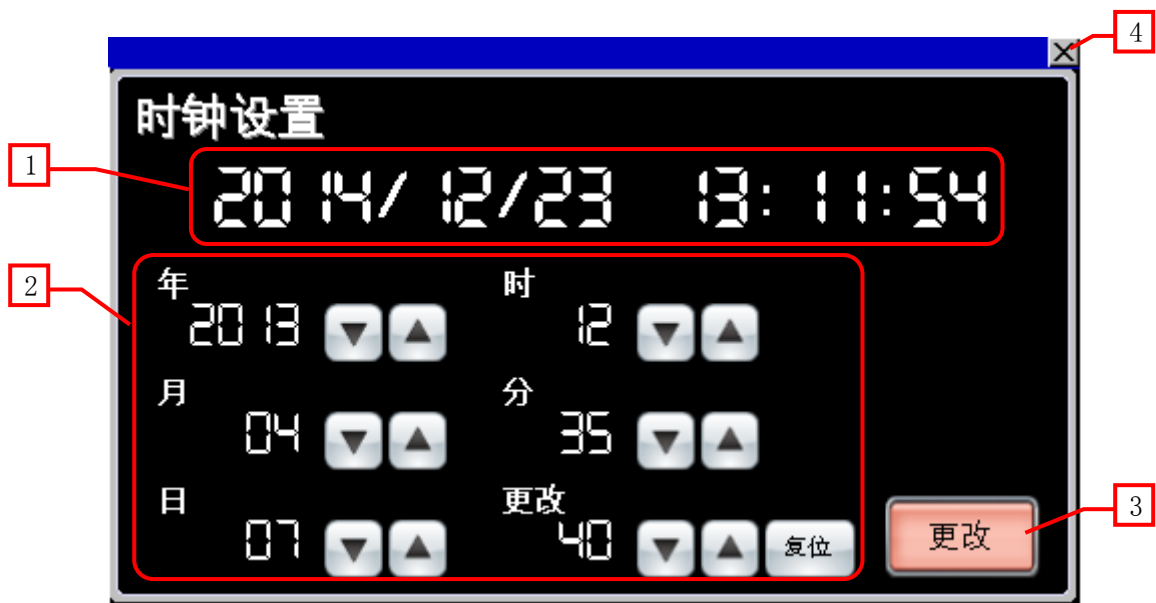 4
时钟设置
1
2014/12/23 13:11:54
2
年 时
2013 ▼ ▲ 12 ▼ ▲
月 分
04 ▼ ▲ 35 ▼ ▲
日 更改
07 ▼ ▲ 40 ▼ ▲ 复位
更改
3